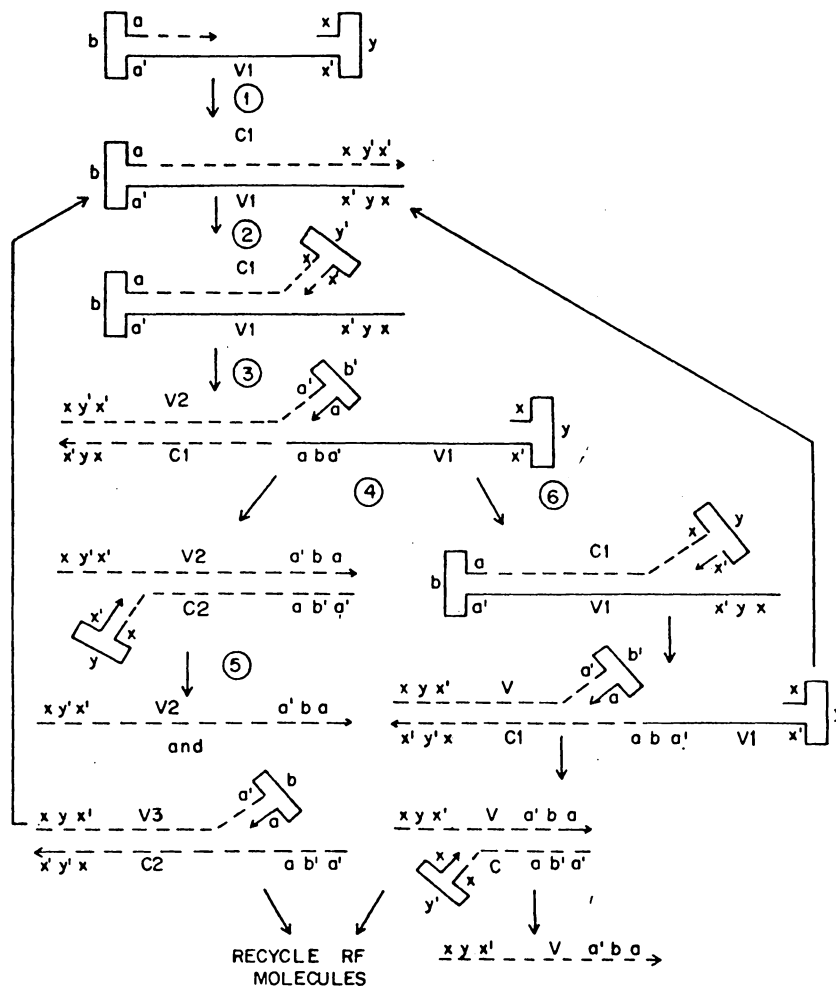 a x
b y
a' V1 x'
1
C1
a x y' x'
b
a' V1 x' y x
2
y'
C1 x
a x'
b
a' V1 x' y x
3
b'
x y' x' V2 a'
a x
y
x' y x C1 a b a' V1 x'
4 6
y
x y' x' V2 a' b a x
a C1 x'
b
C2 a b' a' a' V1 x' y x
x'
x
y
5
b'
x y' x' V2 a' b a x y x' V a'
a x
and x' y' x C1 a b a' V1 x'
b
x y x' V3 a' x y x' V a' b a
a
x' y' x C2 a b' a' x C a b' a'
x
y'
RECYCLE RF
MOLECULES
x y x' V a' b a